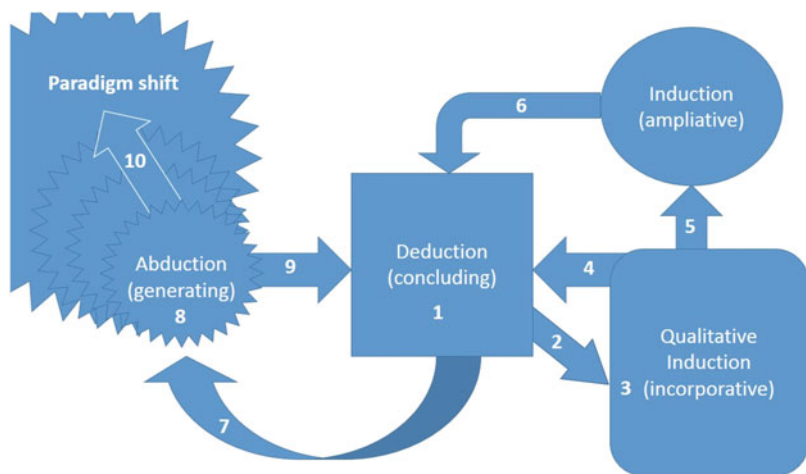 Paradigm shift
10
Abduction
(generating)
8
9
7
Deduction
(concluding)
1
6
Induction
(ampliative)
5
4
2
3
Qualitative
Induction
(incorporative)